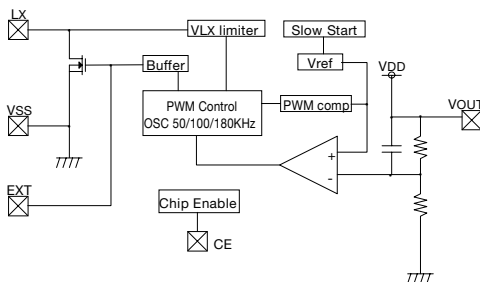 LX
VLX limiter
Slow Start
Buffer
Vref
VDD
VSS
PWM Control
OSC 50/100/180KHz
PWM comp
VOUT
+
-
EXT
Chip Enable
CE